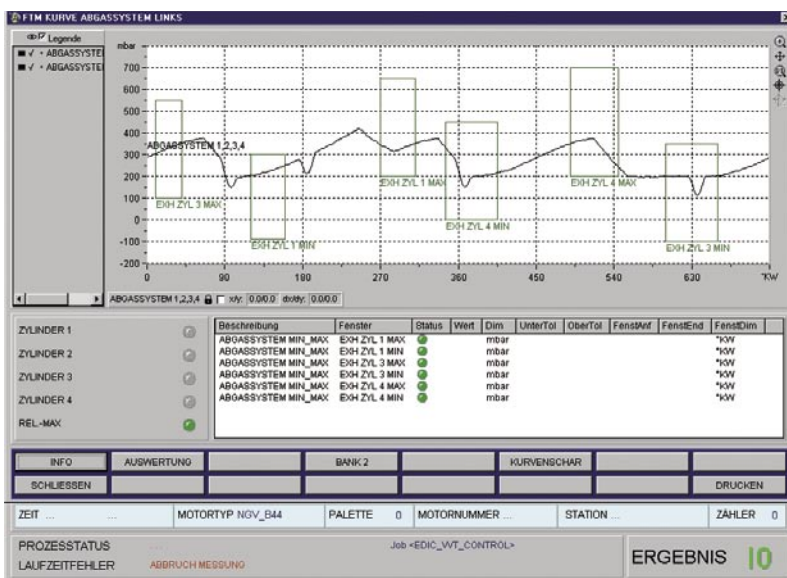 FTM KURVE ABGASSYSTEM LINKS
Legende
ABGASSYSTE
ABGASSYSTE
mbar
700
600
500
400
300
200
100
0
-100
-200
0 90 180 270 360 450 540 630 °KW
ABGASSYSTEM 1,2,3,4
EXH ZYL 3 MAX
EXH ZYL 1 MIN
EXH ZYL 1 MAX
EXH ZYL 4 MIN
EXH ZYL 4 MAX
EXH ZYL 3 MIN
ABGASSYSTEM 1,2,3,4 x/y: 0.0/0.0 dx/dy: 0.0/0.0
ZYLINDER 1
ZYLINDER 2
ZYLINDER 3
ZYLINDER 4
REL.-MAX
Beschreibung Fenster Status Wert Dim UnterTol OberTol FenstAnf FenstEnd FenstDim
ABGASSYSTEM MIN_MAX EXH ZYL 1 MAX mbar °KW
ABGASSYSTEM MIN_MAX EXH ZYL 1 MIN mbar °KW
ABGASSYSTEM MIN_MAX EXH ZYL 3 MAX mbar °KW
ABGASSYSTEM MIN_MAX EXH ZYL 3 MIN mbar °KW
ABGASSYSTEM MIN_MAX EXH ZYL 4 MAX mbar °KW
ABGASSYSTEM MIN_MAX EXH ZYL 4 MIN mbar °KW
INFO AUSWERTUNG BANK 2 KURVENSCHAR
SCHLIESSEN DRUCKEN
ZEIT ... ... MOTORTYP NGV_B44 PALETTE 0 MOTORNUMMER ... STATION ... ZÄHLER 0
PROZESSTATUS ... Job <EDIC_VVT_CONTROL>
LAUFZEITFEHLER ABBRUCH MESSUNG
ERGEBNIS IO